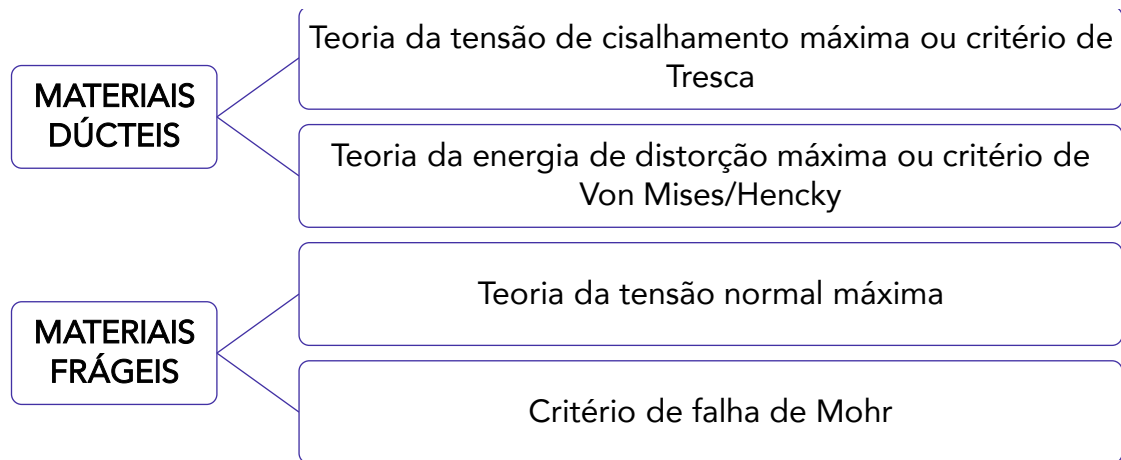 MATERIAIS
DÚCTEIS
Teoria da tensão de cisalhamento máxima ou critério de
Tresca
Teoria da energia de distorção máxima ou critério de
Von Mises/Hencky
MATERIAIS
FRÁGEIS
Teoria da tensão normal máxima
Critério de falha de Mohr